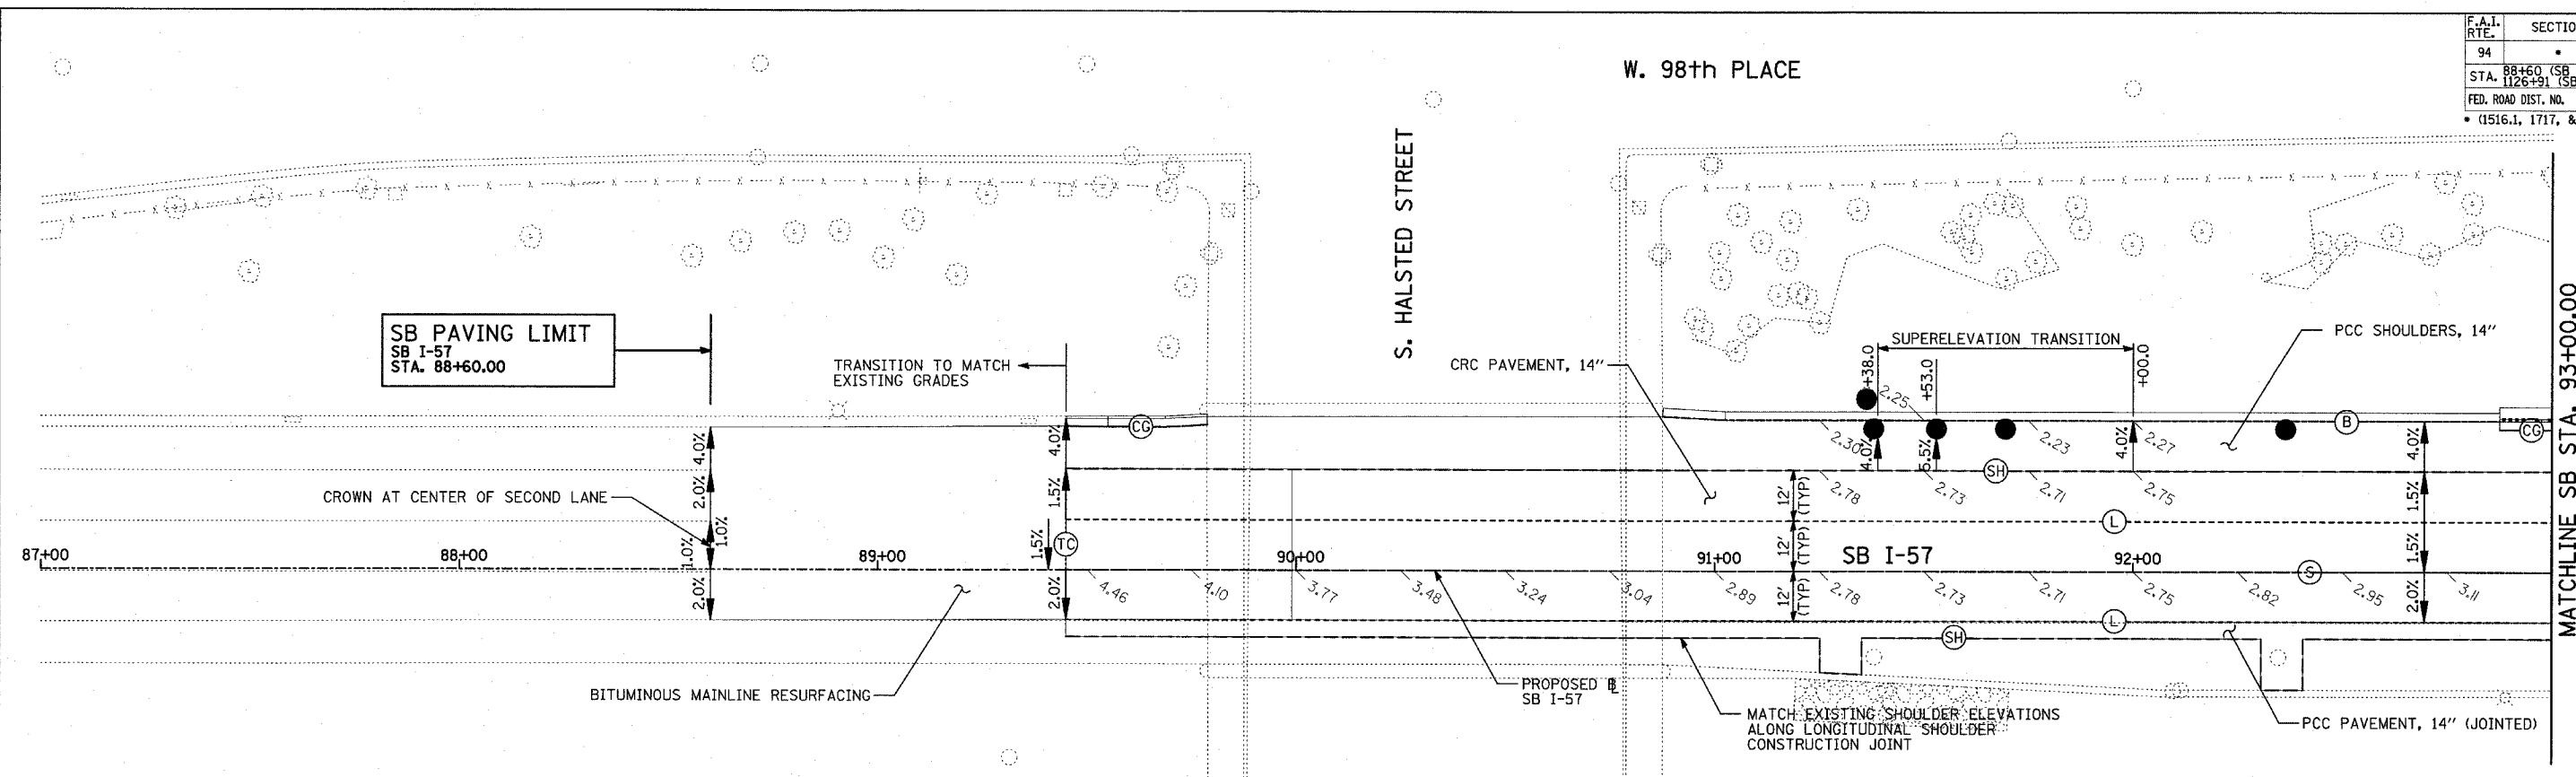 F.A.I. RTE.
SECTIO
94
•
STA.
88+60 (SB
1126+91 (SB
FED. ROAD DIST. NO.
• (1516.1, 1717, &
W. 98th PLACE
S. HALSTED STREET
SB PAVING LIMIT
SB I-57
STA. 88+60.00
TRANSITION TO MATCH
EXISTING GRADES
CRC PAVEMENT, 14"
SUPERELEVATION TRANSITION
PCC SHOULDERS, 14"
+38.0
+53.0
+00.0
2.25
CG
B
CG
4.0%
4.0%
2.30
4.0%
5.5%
2.23
4.0%
2.27
4.0%
CROWN AT CENTER OF SECOND LANE
2.0%
1.5%
12' (TYP)
2.78
2.73
SH
2.71
2.75
1.5%
L
1.0%
1.0%
1.5%
TC
12' (TYP)
1.5%
87+00
88+00
89+00
90+00
91+00
SB I-57
92+00
S
2.0%
2.0%
4.46
4.10
3.77
3.48
3.24
3.04
2.89
12' (TYP)
2.78
2.73
2.71
2.75
2.82
2.95
3.11
2.0%
L
SH
BITUMINOUS MAINLINE RESURFACING
PROPOSED ℄
SB I-57
MATCH EXISTING SHOULDER ELEVATIONS
ALONG LONGITUDINAL SHOULDER
CONSTRUCTION JOINT
PCC PAVEMENT, 14" (JOINTED)
MATCHLINE SB STA. 93+00.00